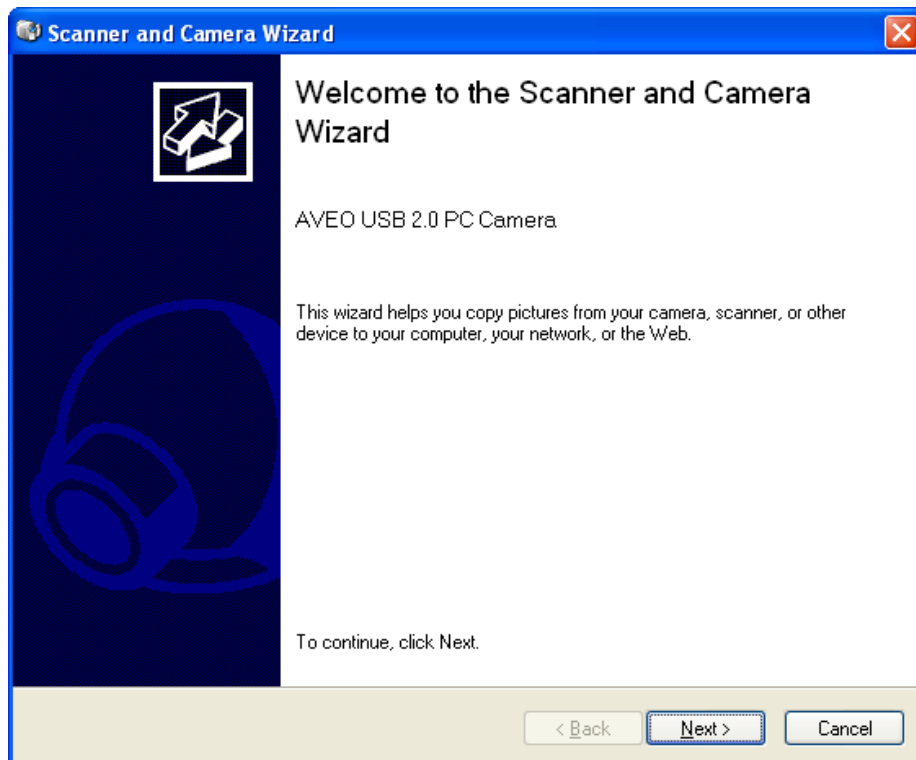 Scanner and Camera Wizard
Welcome to the Scanner and Camera
Wizard
AVEO USB 2.0 PC Camera
This wizard helps you copy pictures from your camera, scanner, or other
device to your computer, your network, or the Web.
To continue, click Next.
< Back Next > Cancel